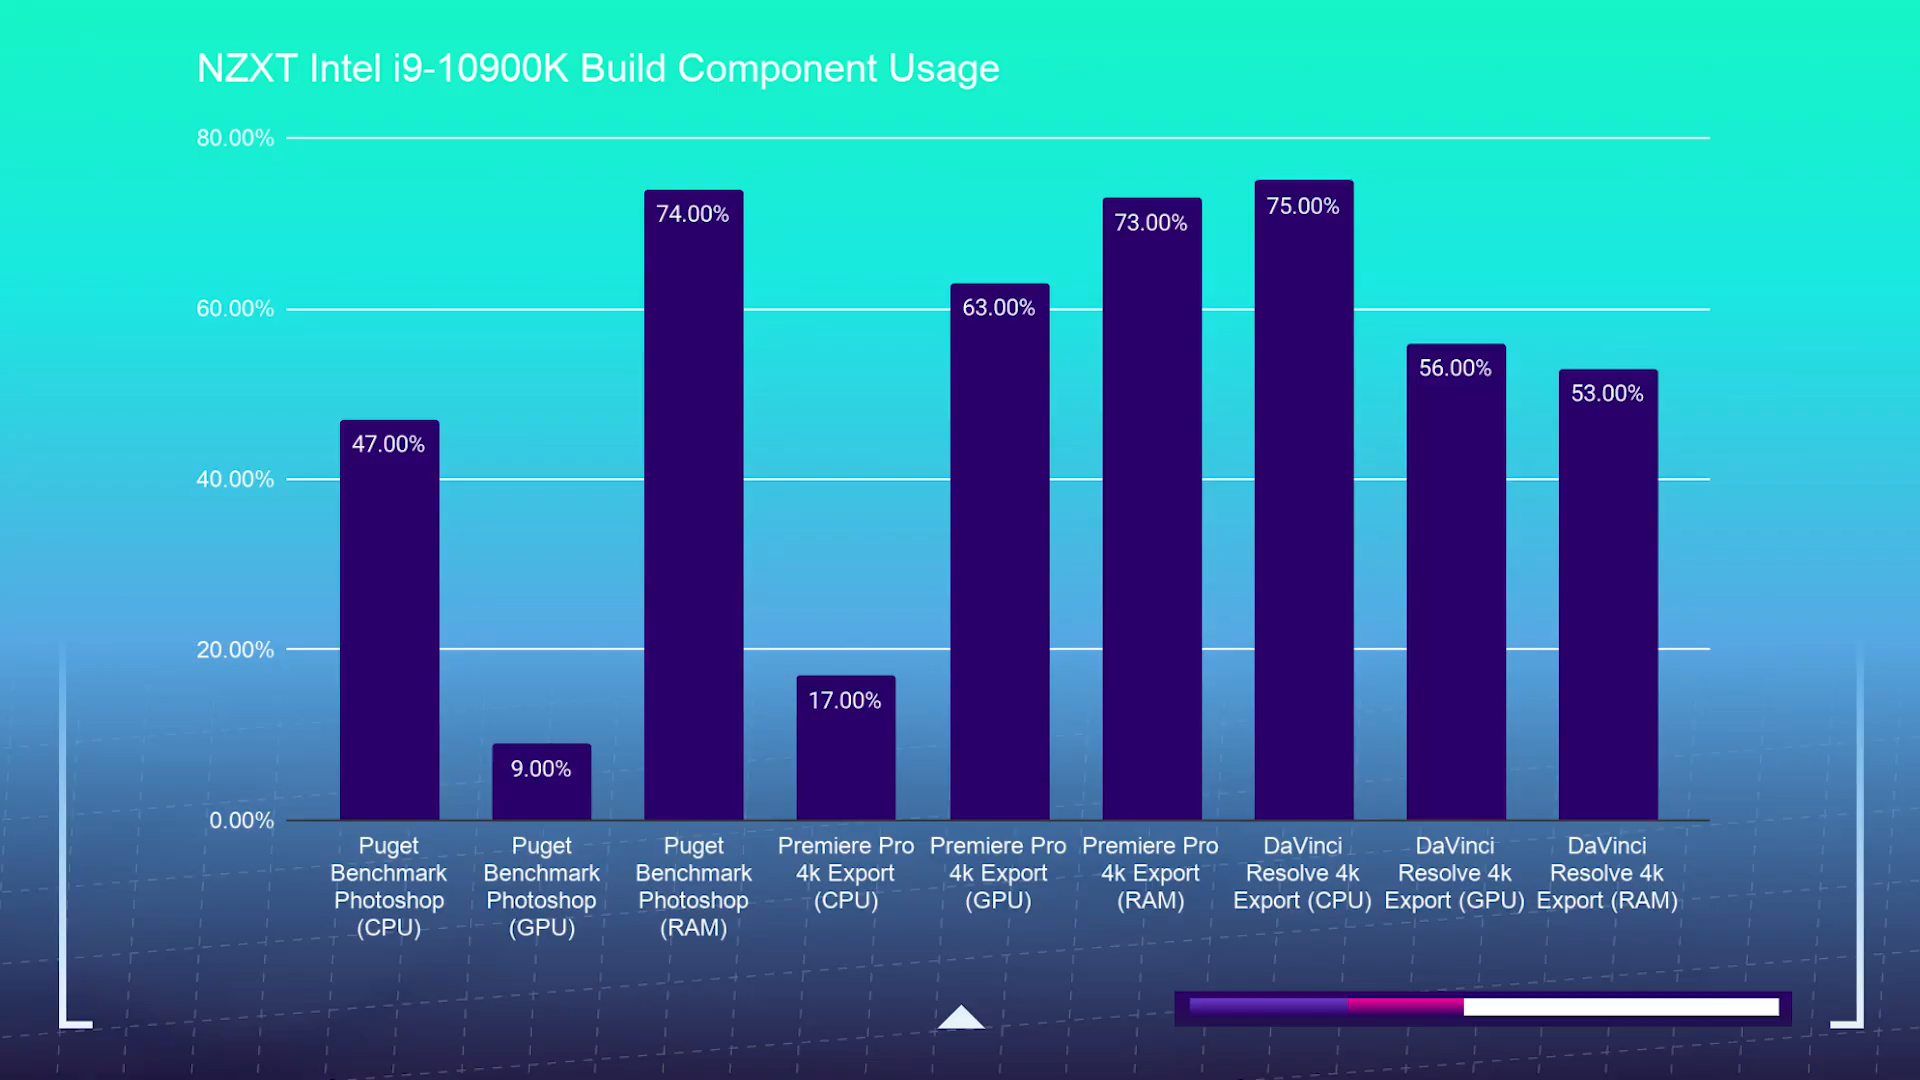 NZXT Intel i9-10900K Build Component Usage
80.00%
60.00%
40.00%
20.00%
0.00%
47.00%
9.00%
74.00%
17.00%
63.00%
73.00%
75.00%
56.00%
53.00%
Puget
Benchmark
Photoshop
(CPU)
Puget
Benchmark
Photoshop
(GPU)
Puget
Benchmark
Photoshop
(RAM)
Premiere Pro
4k Export
(CPU)
Premiere Pro
4k Export
(GPU)
Premiere Pro
4k Export
(RAM)
DaVinci
Resolve 4k
Export (CPU)
DaVinci
Resolve 4k
Export (GPU)
DaVinci
Resolve 4k
Export (RAM)